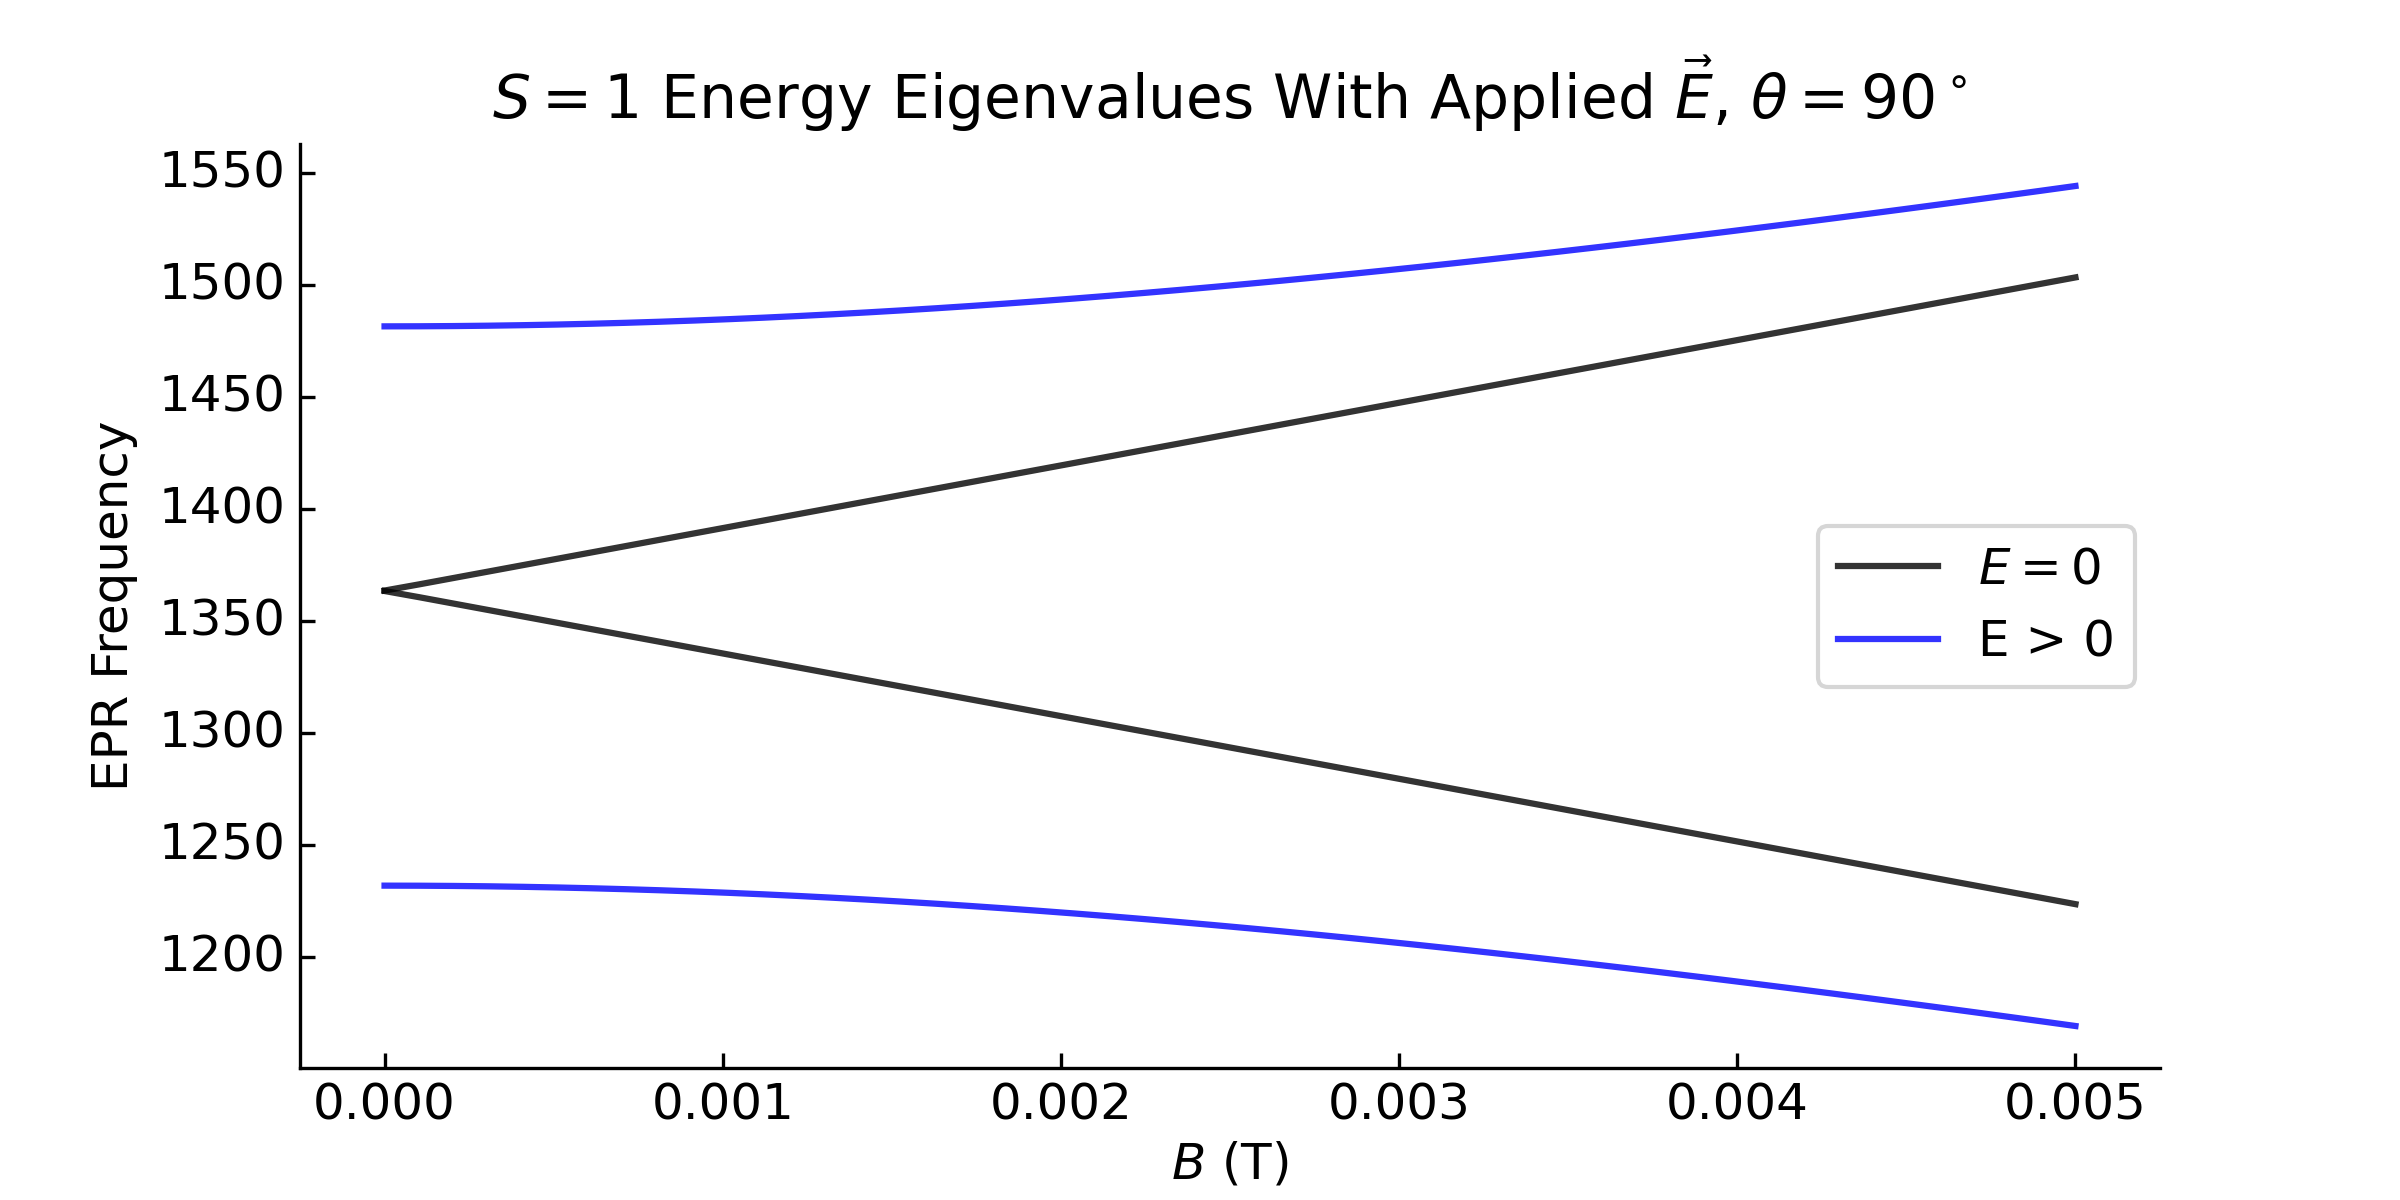 S = 1 Energy Eigenvalues With Applied E⃗, θ = 90°
1550
1500
1450
1400
1350
1300
1250
1200
EPR Frequency
E = 0
E > 0
0.000 0.001 0.002 0.003 0.004 0.005
B (T)